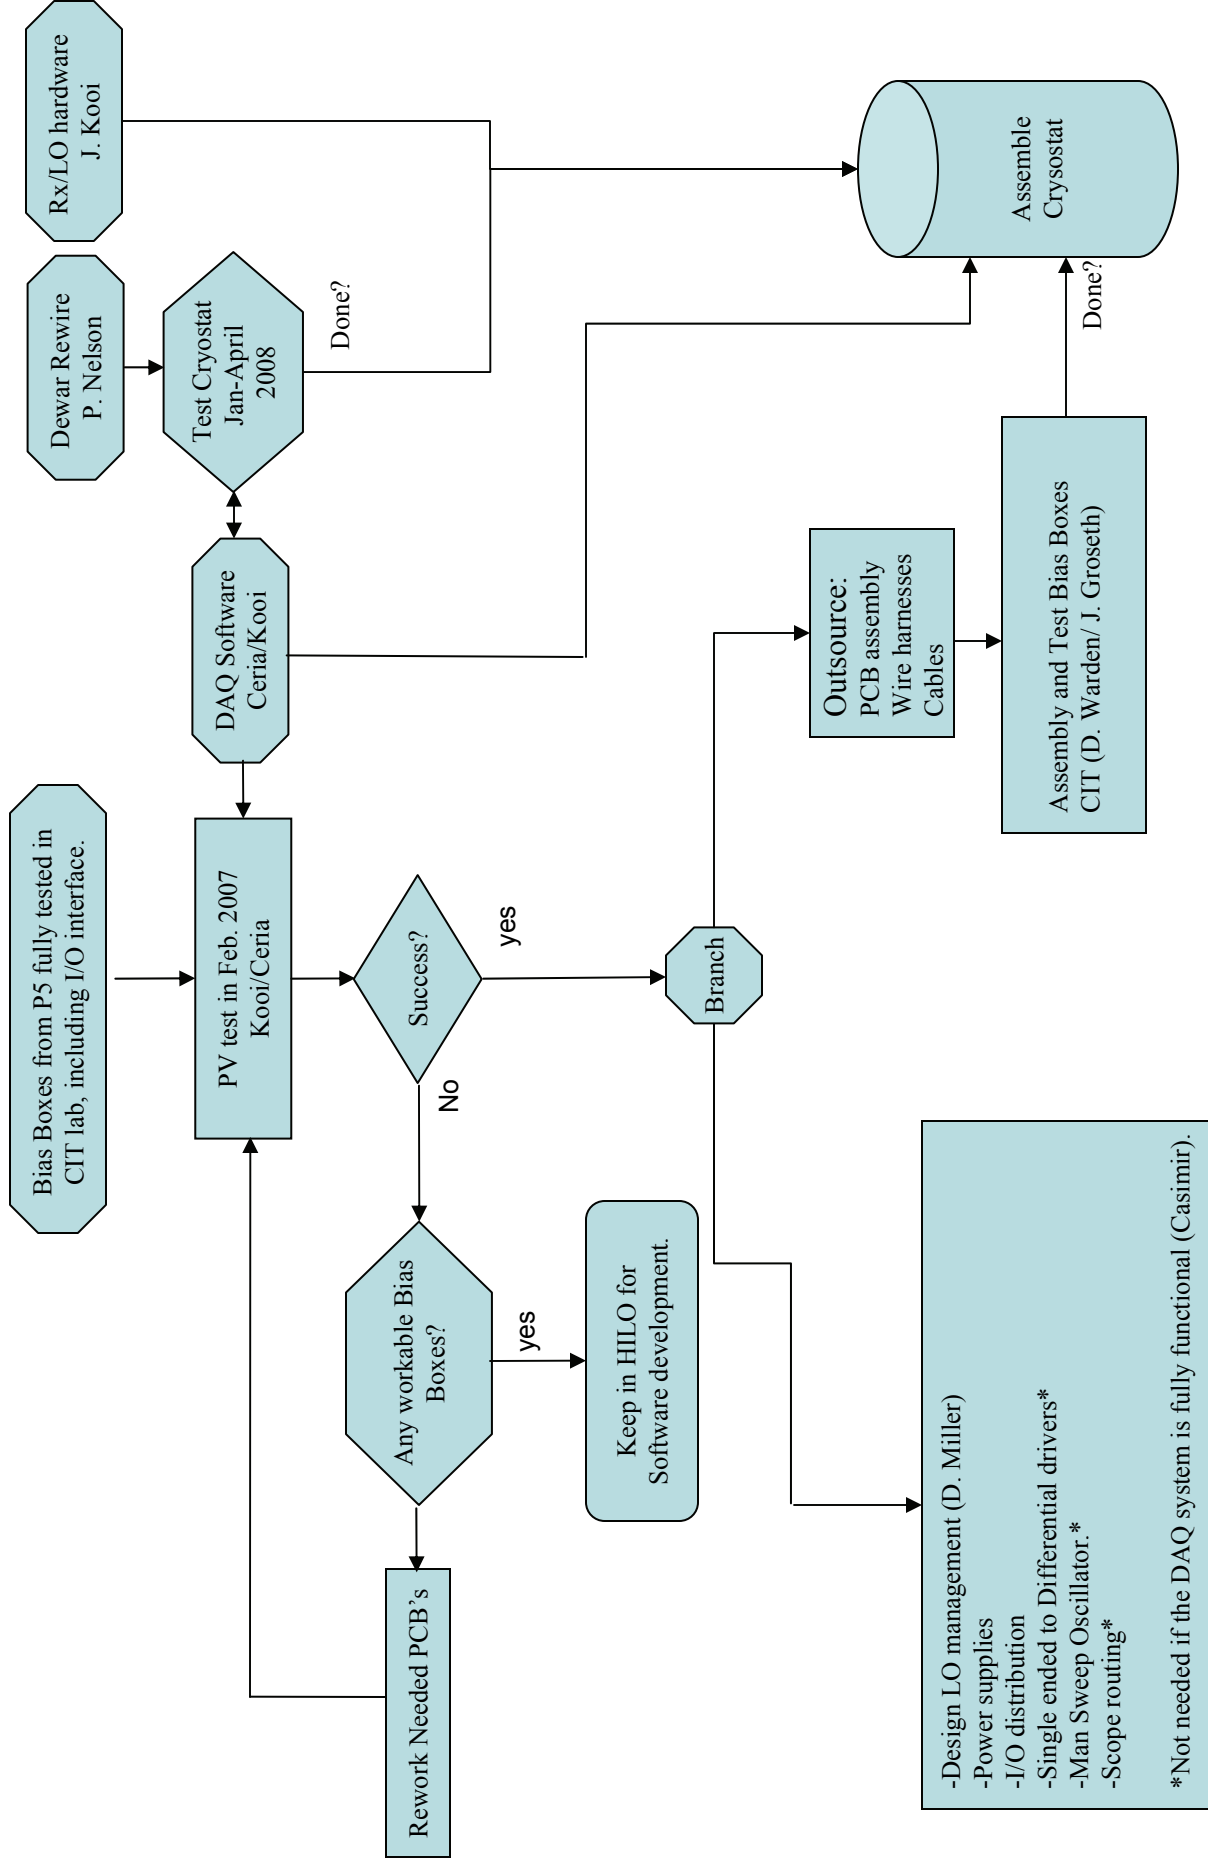 Bias Boxes from P5 fully tested in
CIT lab, including I/O interface.
Dewar Rewire
P. Nelson
Rx/LO hardware
J. Kooi
DAQ Software
Ceria/Kooi
Test Cryostat
Jan-April
2008
Done?
PV test in Feb. 2007
Kooi/Ceria
Success?
yes
No
Any workable Bias
Boxes?
yes
Rework Needed PCB's
Keep in HILO for
Software development.
Branch
Outsource:
PCB assembly
Wire harnesses
Cables
Assembly and Test Bias Boxes
CIT (D. Warden/ J. Groseth)
Done?
Assemble
Crysostat
-Design LO management (D. Miller)
-Power supplies
-I/O distribution
-Single ended to Differential drivers*
-Man Sweep Oscillator.*
-Scope routing*
*Not needed if the DAQ system is fully functional (Casimir).